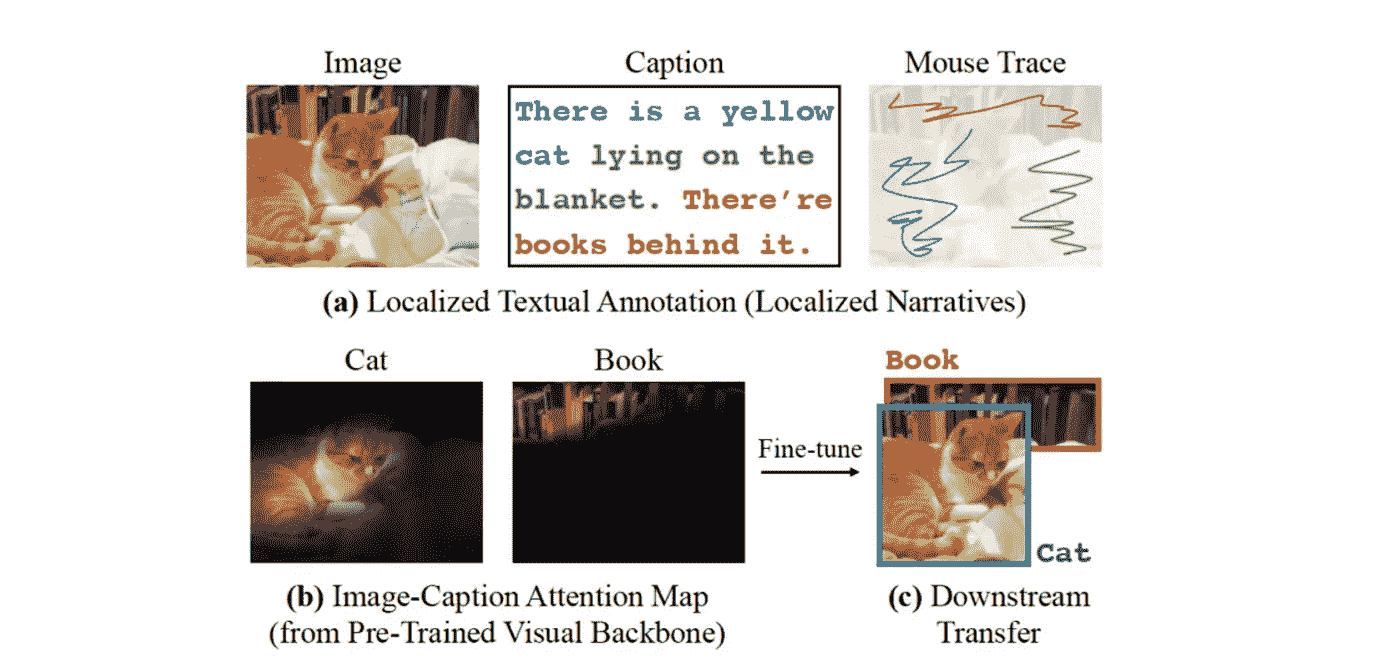 Image
Caption
Mouse Trace
There is a yellow
cat lying on the
blanket. There’re
books behind it.
(a) Localized Textual Annotation (Localized Narratives)
Cat
Book
Book
Fine-tune
Cat
(b) Image-Caption Attention Map
(from Pre-Trained Visual Backbone)
(c) Downstream
Transfer